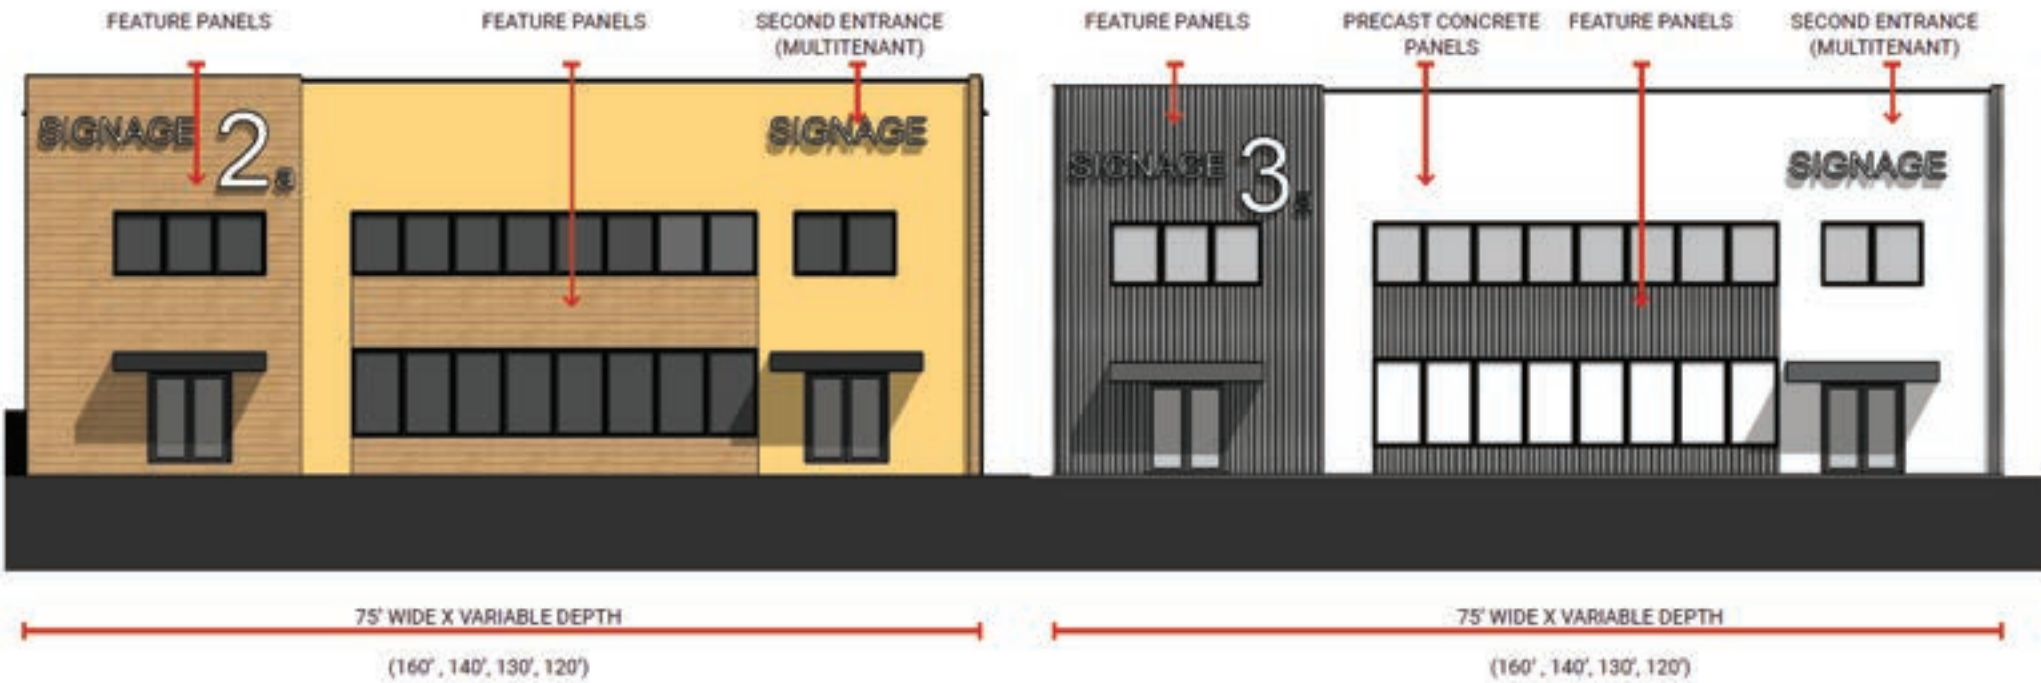 FEATURE PANELS
FEATURE PANELS
SECOND ENTRANCE
(MULTITENANT)
FEATURE PANELS
PRECAST CONCRETE
PANELS
FEATURE PANELS
SECOND ENTRANCE
(MULTITENANT)
SIGNAGE 2
SIGNAGE
SIGNAGE 3
SIGNAGE
75' WIDE X VARIABLE DEPTH
(160' , 140', 130', 120')
75' WIDE X VARIABLE DEPTH
(160' , 140', 130', 120')